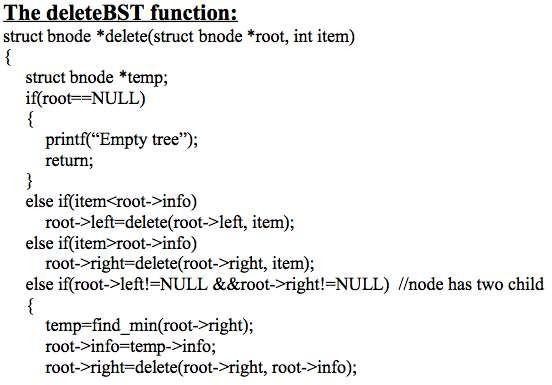 The deleteBST function:
struct bnode *delete(struct bnode *root, int item)
{
struct bnode *temp;
if(root==NULL)
{
printf(“Empty tree”);
return;
}
else if(item<root->info)
root->left=delete(root->left, item);
else if(item>root->info)
root->right=delete(root->right, item);
else if(root->left!=NULL &&root->right!=NULL)  //node has two child
{
temp=find_min(root->right);
root->info=temp->info;
root->right=delete(root->right, root->info);